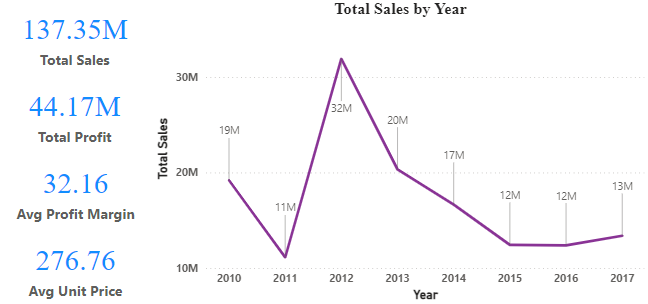 137.35M
Total Sales
44.17M
Total Profit
32.16
Avg Profit Margin
276.76
Avg Unit Price
Total Sales by Year
Total Sales
30M
20M
10M
19M
11M
32M
20M
17M
12M
12M
13M
2010 2011 2012 2013 2014 2015 2016 2017
Year